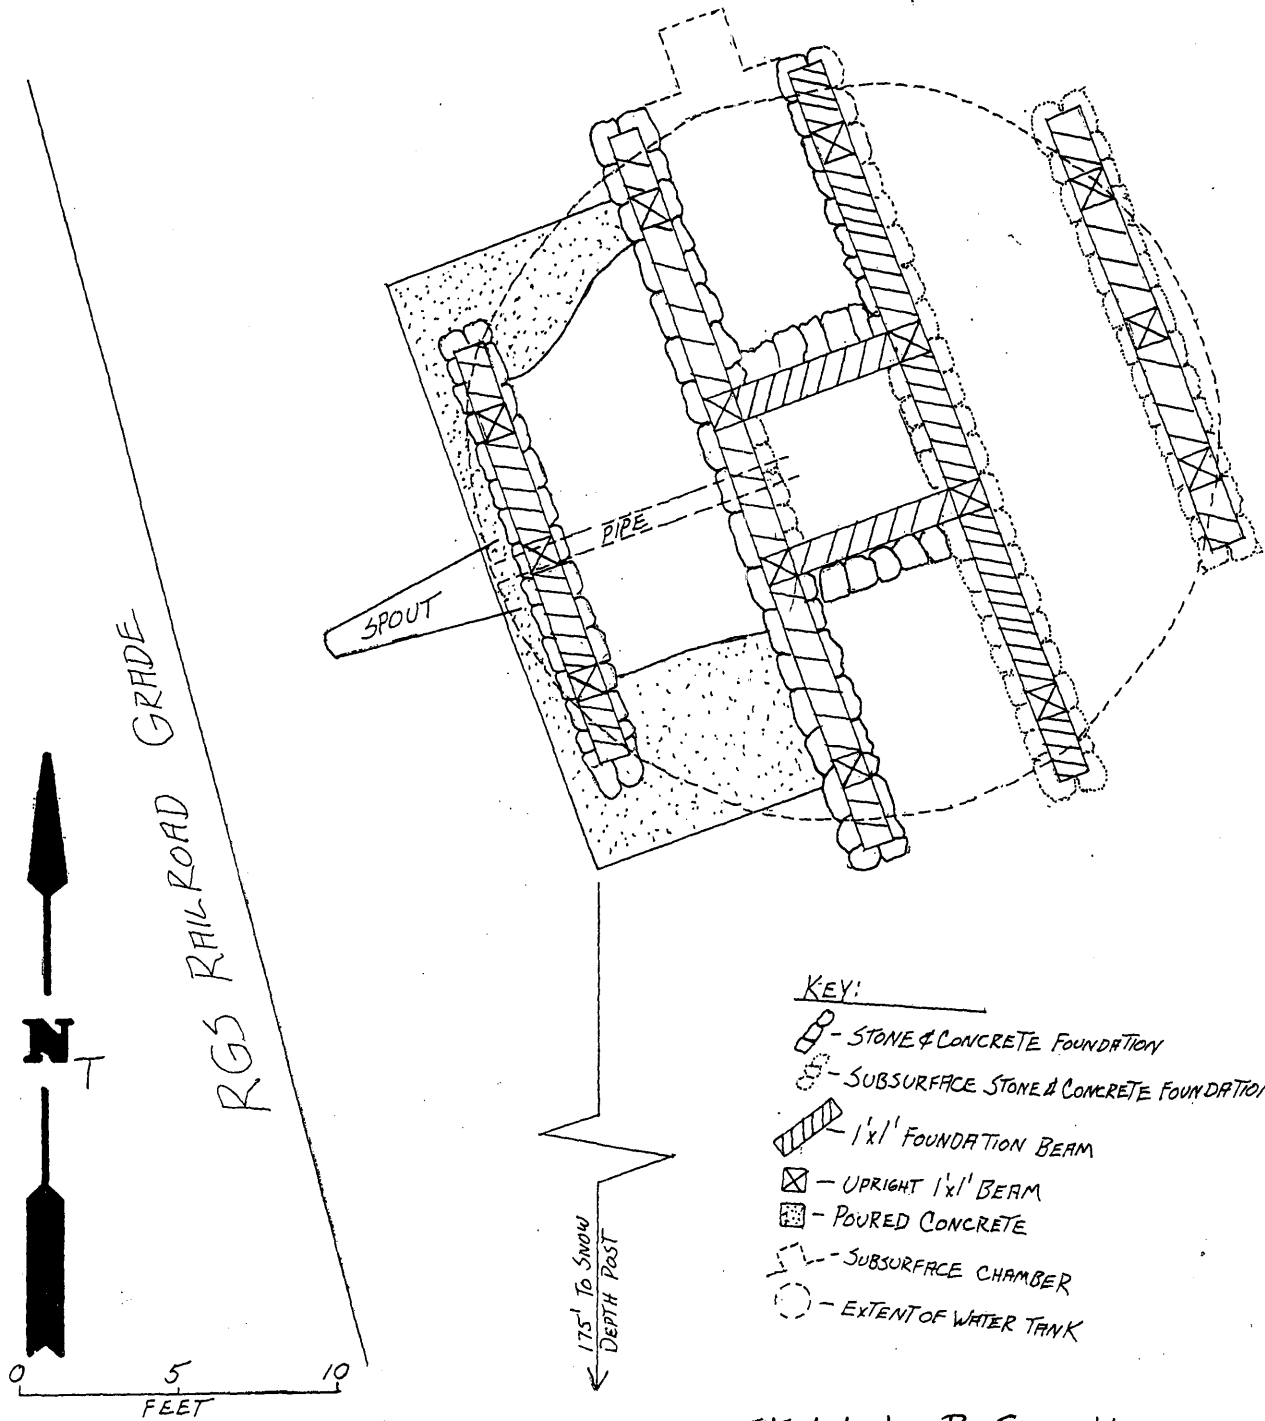 PIPE
SPOUT
RGS RAILROAD GRADE
N
T
KEY:
- STONE & CONCRETE FOUNDATION
- SUBSURFACE STONE & CONCRETE FOUNDATION
- 1'x1' FOUNDATION BEAM
- UPRIGHT 1'x1' BEAM
- POURED CONCRETE
- SUBSURFACE CHAMBER
- EXTENT OF WATER TANK
175' TO SNOW
DEPTH POST
0 5 10
FEET